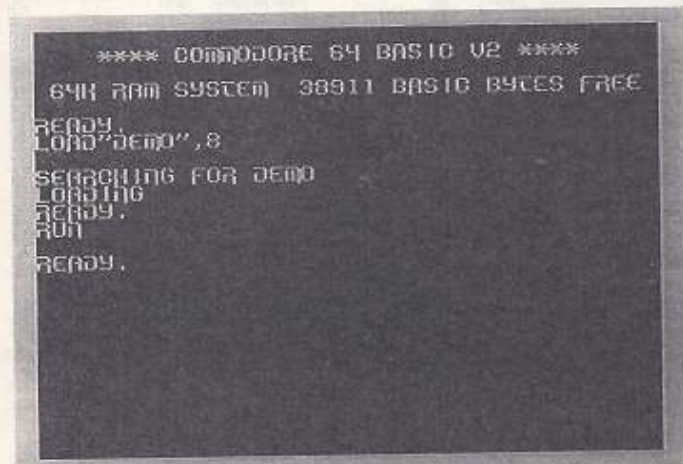 **** COMMODORE 64 BASIC V2 ****
64K RAM SYSTEM 38911 BASIC BYTES FREE
READY.
LOAD"DEMO",8
SEARCHING FOR DEMO
LOADING
READY.
RUN
READY.